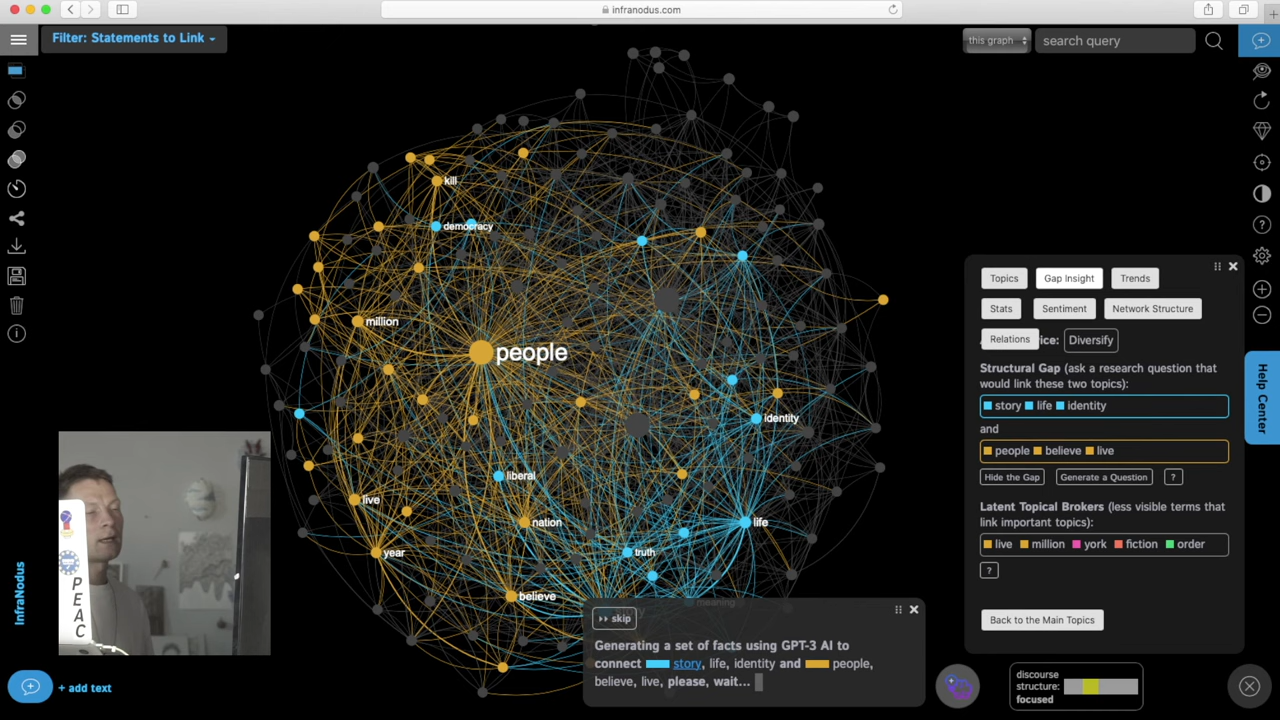 infranodus.com
Filter: Statements to Link
this graph
search query
kill
democracy
million
people
identity
liberal
live
nation
life
year
truth
believe
meaning
Topics
Gap Insight
Trends
Stats
Sentiment
Network Structure
Relations
ice:
Diversify
Structural Gap (ask a research question that
would link these two topics):
story life identity
and
people believe live
Hide the Gap
Generate a Question
?
Latent Topical Brokers (less visible terms that
link important topics):
live million york fiction order
?
Back to the Main Topics
Help Center
InfraNodus
PEAC
skip
Generating a set of facts using GPT-3 AI to
connect story, life, identity and people,
believe, live, please, wait...
+ add text
discourse
structure:
focused